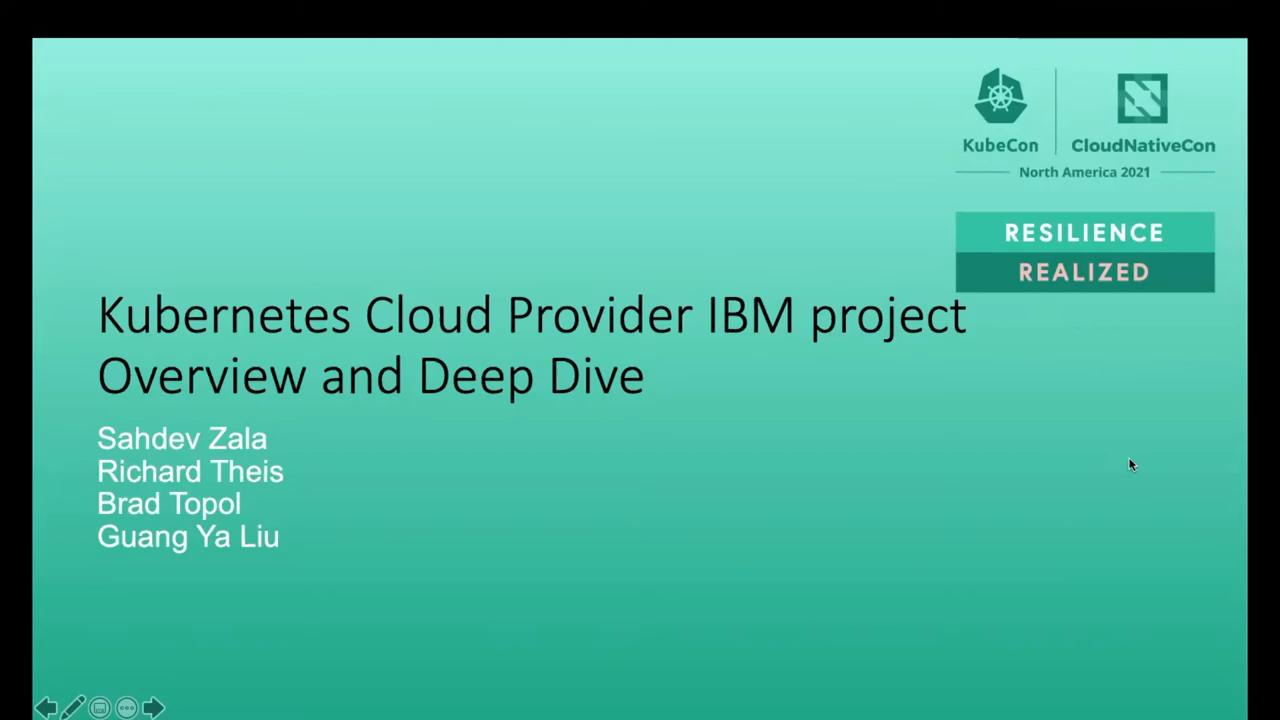 KubeCon
CloudNativeCon
North America 2021
RESILIENCE
REALIZED
Kubernetes Cloud Provider IBM project
Overview and Deep Dive
Sahdev Zala
Richard Theis
Brad Topol
Guang Ya Liu